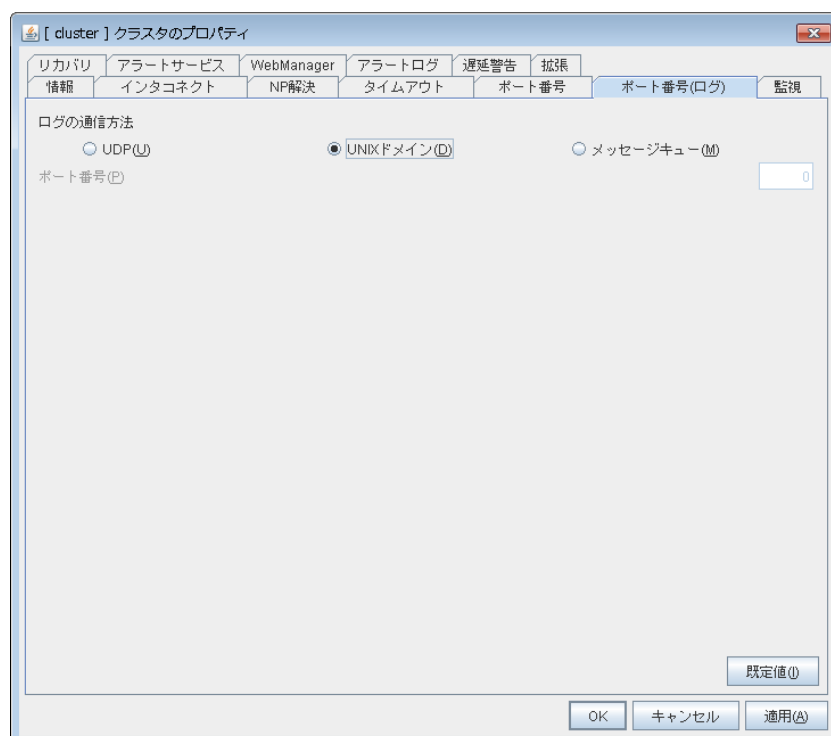 [ cluster ] クラスタのプロパティ
リカバリ アラートサービス WebManager アラートログ 遅延警告 拡張
情報 インタコネクト NP解決 タイムアウト ポート番号 ポート番号(ログ) 監視
ログの通信方法
UDP(U) UNIXドメイン(D) メッセージキュー(M)
ポート番号(P) 0
既定値(I)
OK キャンセル 適用(A)